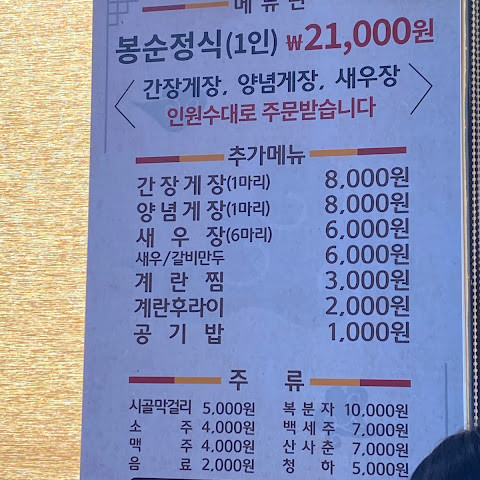 메뉴판
봉순정식(1인) ₩21,000원
간장게장, 양념게장, 새우장
인원수대로 주문받습니다
추가메뉴
간장게장(1마리) 8,000원
양념게장(1마리) 8,000원
새 우 장(6마리) 6,000원
새우/갈비만두 6,000원
계 란 찜 3,000원
계란후라이 2,000원
공 기 밥 1,000원
주 류
시골막걸리 5,000원 복 분 자 10,000원
소 주 4,000원 백 세 주 7,000원
맥 주 4,000원 산 사 춘 7,000원
음 료 2,000원 청 하 5,000원